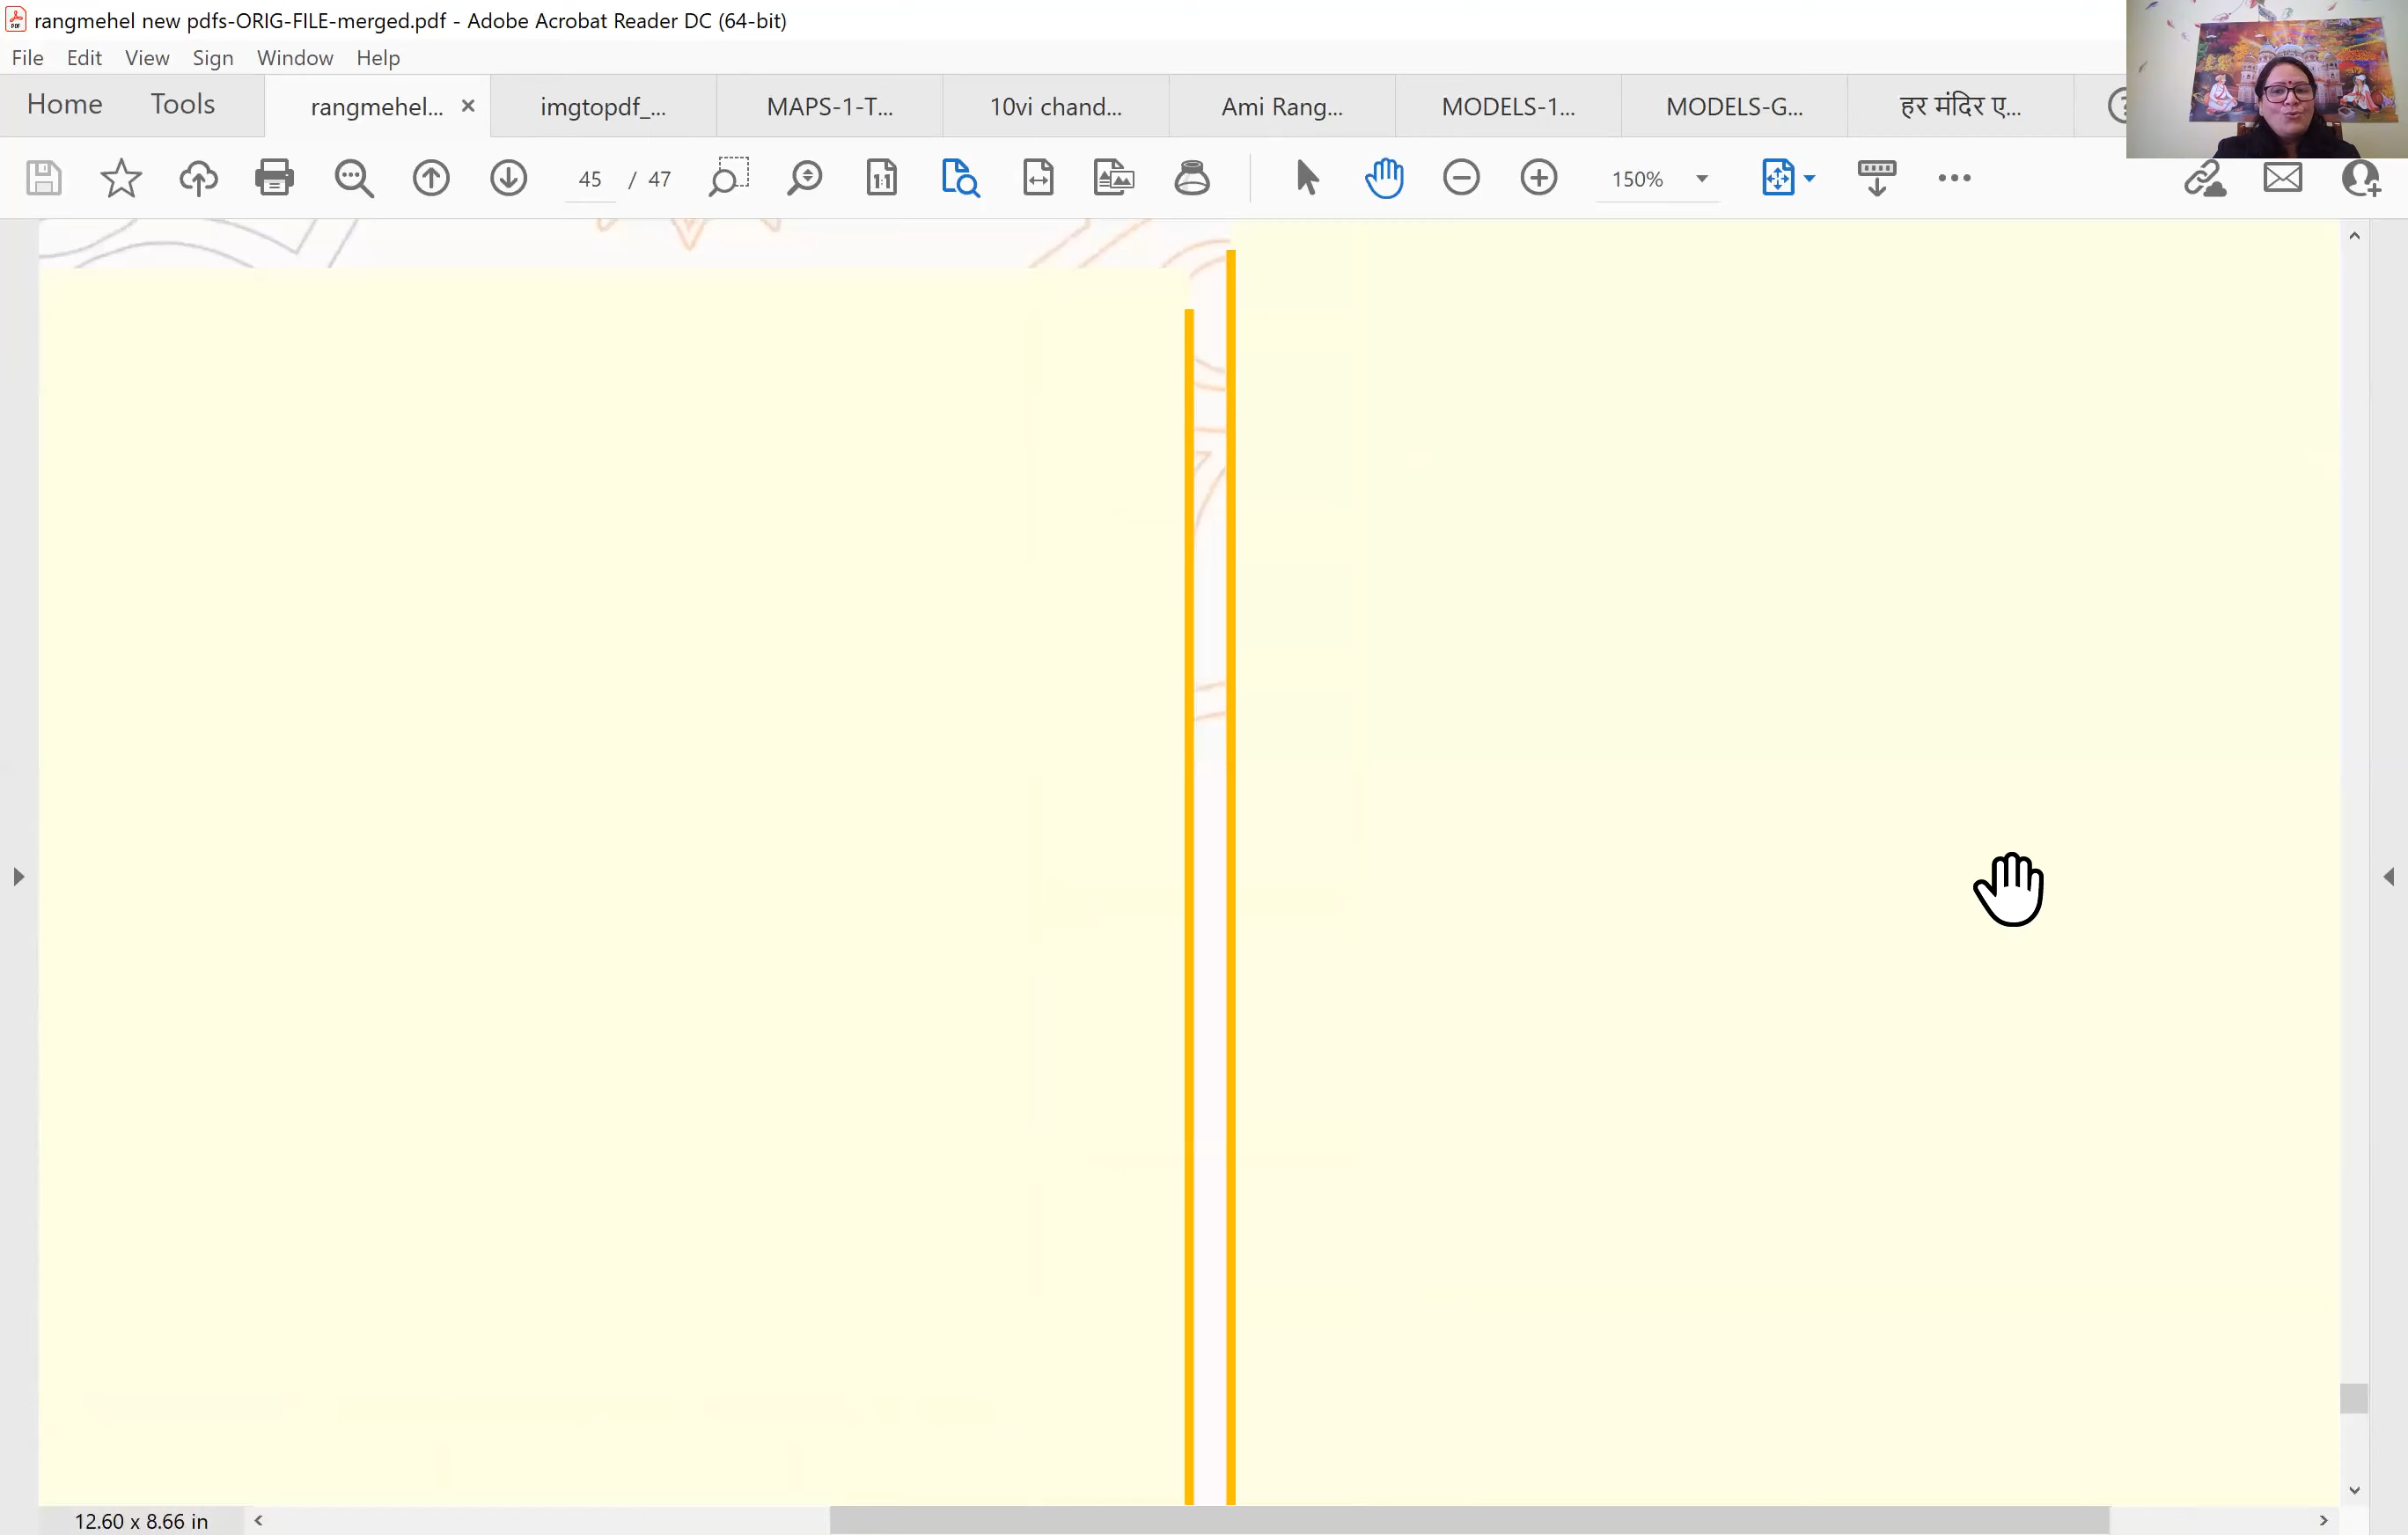 rangmehel new pdfs-ORIG-FILE-merged.pdf - Adobe Acrobat Reader DC (64-bit)
File Edit View Sign Window Help
Home Tools rangmehel... × imgtopdf_... MAPS-1-T... 10vi chand... Ami Rang... MODELS-1... MODELS-G... हर मंदिर ए...
45 / 47 1:1 150%
12.60 x 8.66 in